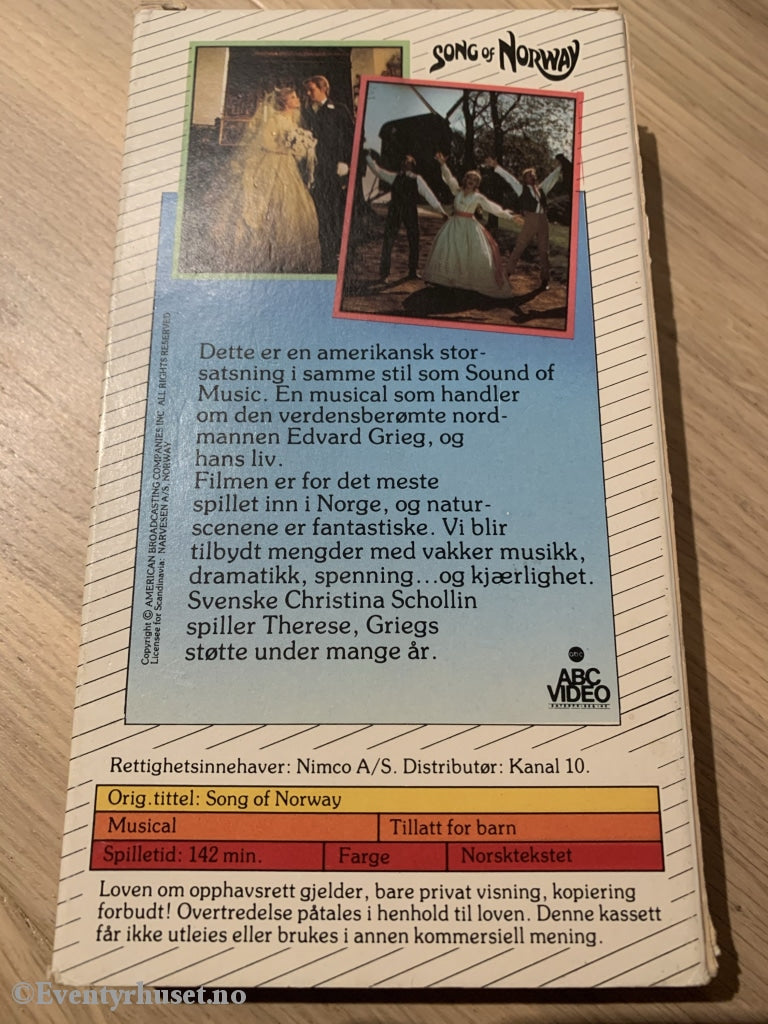 SONG OF NORWAY
Dette er en amerikansk stor-
satsning i samme stil som Sound of
Music. En musical som handler
om den verdensberømte nord-
mannen Edvard Grieg, og
hans liv.
Filmen er for det meste
spillet inn i Norge, og natur-
scenene er fantastiske. Vi blir
tilbydt mengder med vakker musikk,
dramatikk, spenning...og kjærlighet.
Svenske Christina Schollin
spiller Therese, Griegs
støtte under mange år.
Copyright © AMERICAN BROADCASTING COMPANIES INC. ALL RIGHTS RESERVED
Licensee for Scandinavia: NARVESEN A/S, NORWAY
abc
ABC
VIDEO
ENTERPRISES
Rettighetsinnehaver: Nimco A/S. Distributør: Kanal 10.
Orig.tittel: Song of Norway
Musical Tillatt for barn
Spilletid: 142 min. Farge Norsktekstet
Loven om opphavsrett gjelder, bare privat visning, kopiering
forbudt! Overtredelse påtales i henhold til loven. Denne kassett
får ikke utleies eller brukes i annen kommersiell mening.
©Eventyrhuset.no